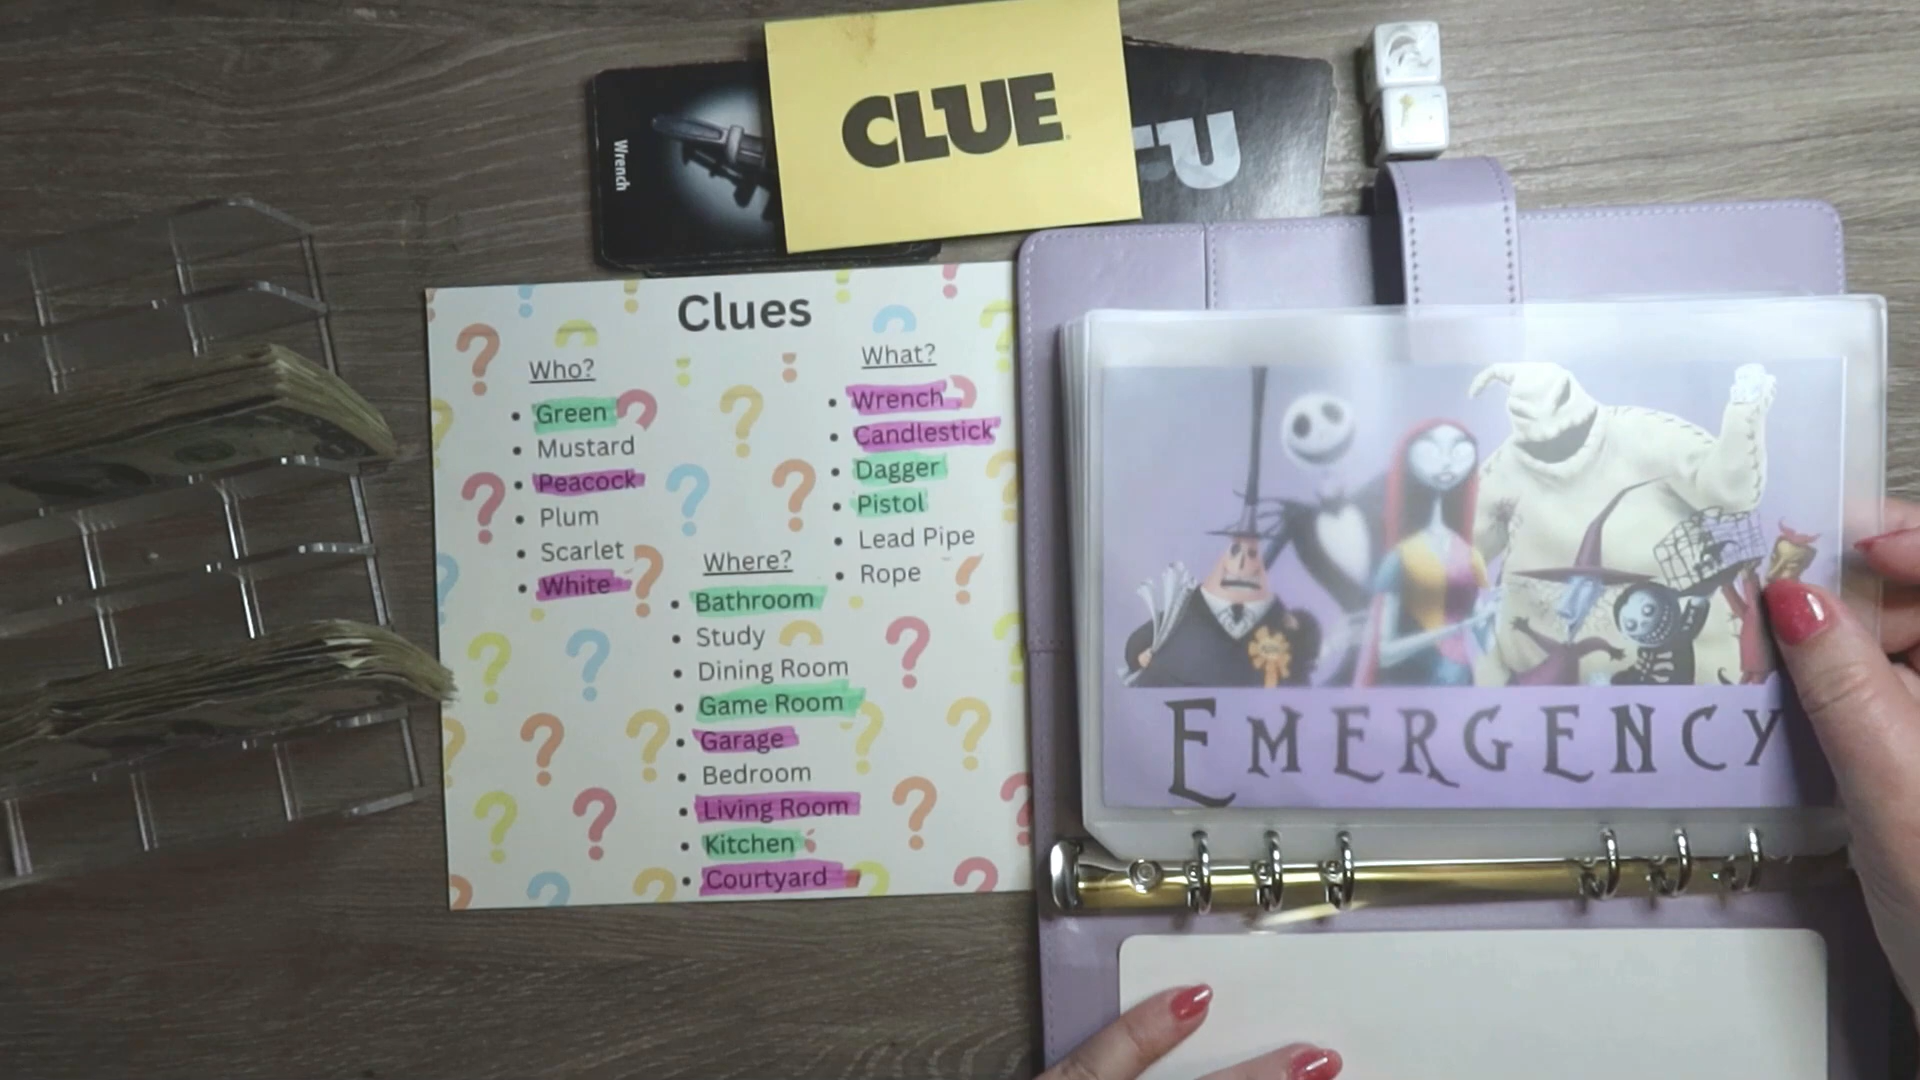 Wrench
CLUE
Clues
Who?
Green
Mustard
Peacock
Plum
Scarlet
White
What?
Wrench
Candlestick
Dagger
Pistol
Lead Pipe
Rope
Where?
Bathroom
Study
Dining Room
Game Room
Garage
Bedroom
Living Room
Kitchen
Courtyard
EMERGENCY